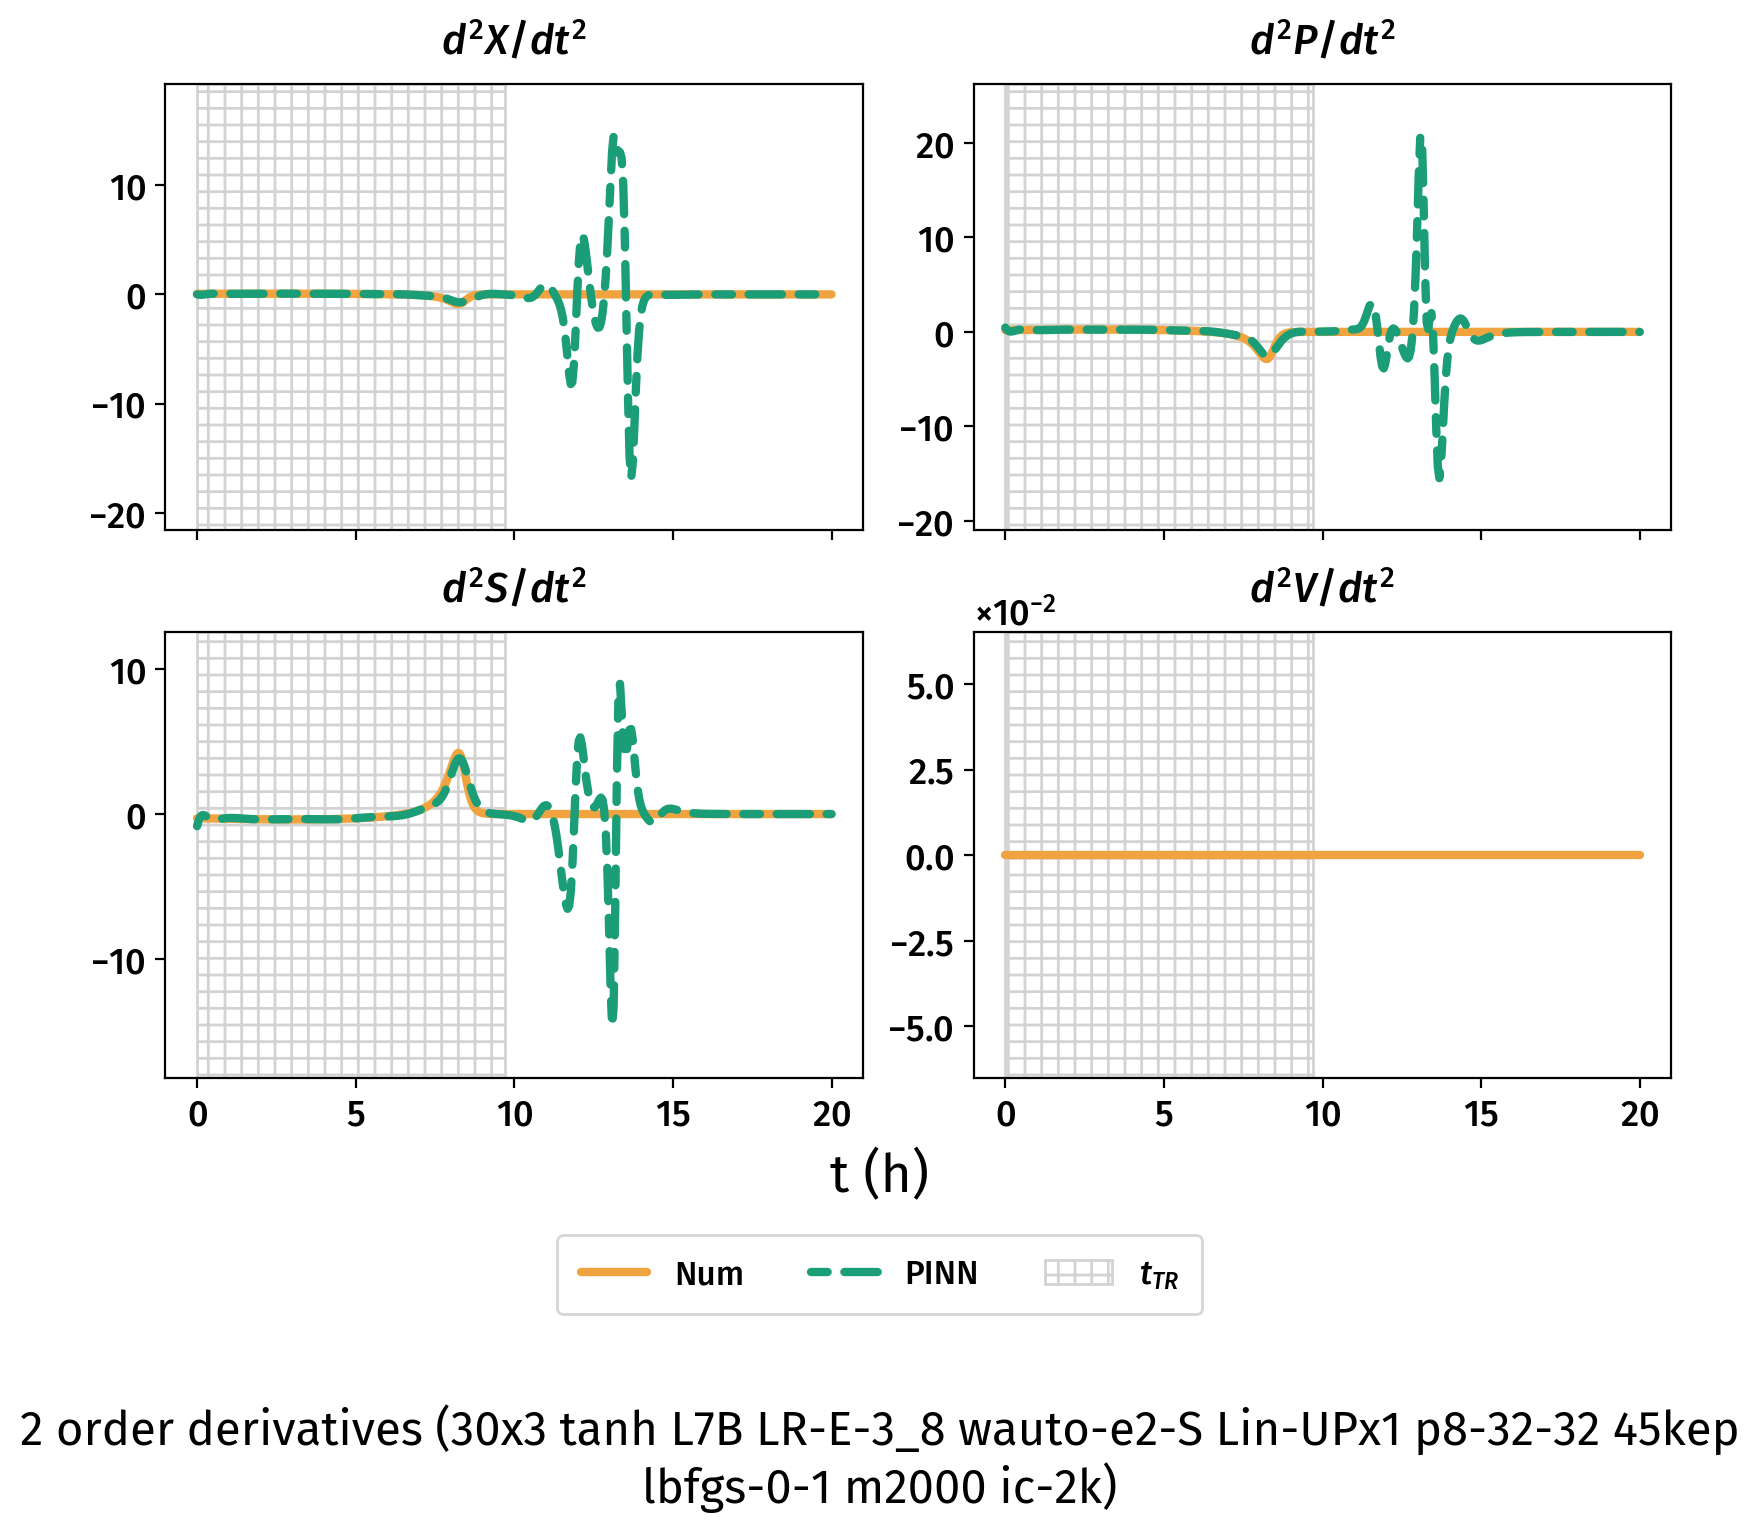 d²X/dt²
d²P/dt²
10
0
−10
−20
20
10
0
−10
−20
d²S/dt²
d²V/dt²
×10⁻²
10
0
−10
5.0
2.5
0.0
−2.5
−5.0
0 5 10 15 20
0 5 10 15 20
t (h)
Num PINN t_TR
2 order derivatives (30x3 tanh L7B LR-E-3_8 wauto-e2-S Lin-UPx1 p8-32-32 45kep
lbfgs-0-1 m2000 ic-2k)